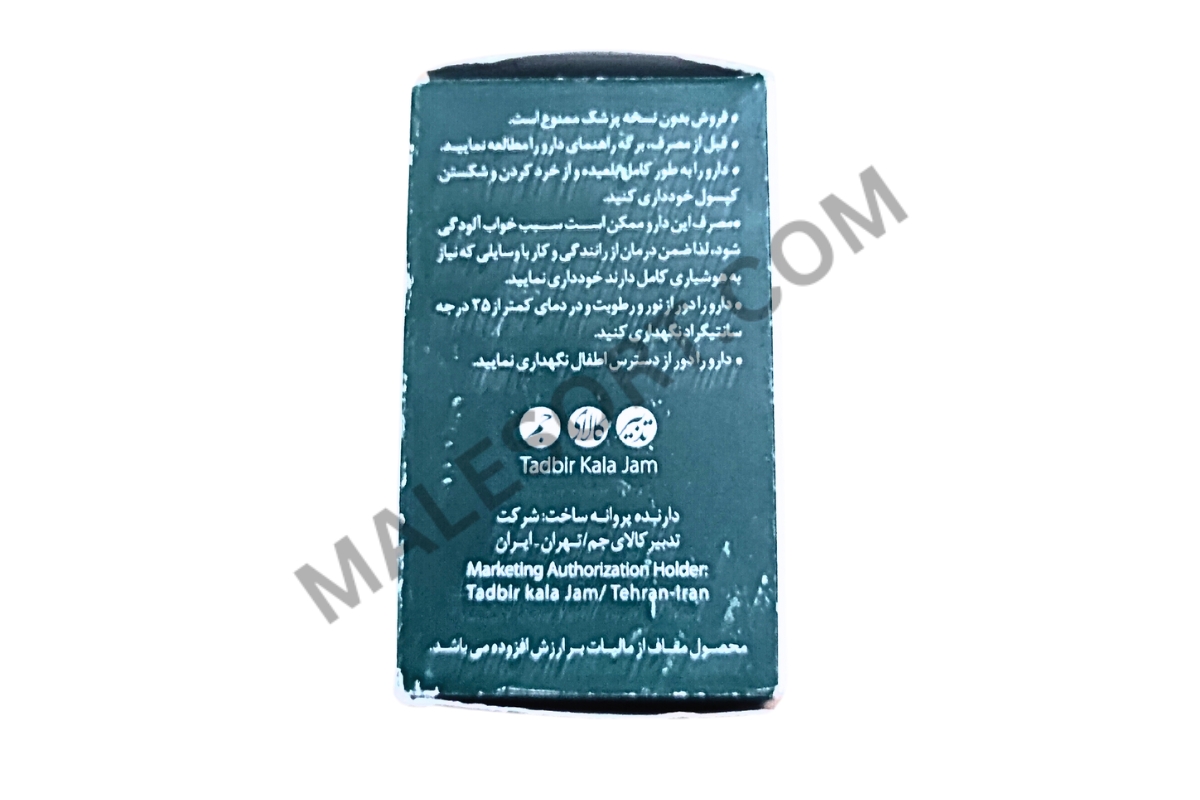 • فروش بدون نسخه پزشک ممنوع است.
• قبل از مصرف، برگه راهنمای دارو را مطالعه نمایید.
• دارو را به طور کامل بلعیده و از خرد کردن و شکستن
کپسول خودداری کنید.
• مصرف این دارو ممکن است سبب خواب آلودگی
شود، لذا ضمن درمان از رانندگی و کار با وسایلی که نیاز
به هوشیاری کامل دارند خودداری نمایید.
• دارو را دور از نور و رطوبت و در دمای کمتر از ۲۵ درجه
سانتیگراد نگهداری کنید.
• دارو را دور از دسترس اطفال نگهداری نمایید.
تدبیر کالای جم
Tadbir Kala Jam
دارنده پروانه ساخت: شرکت
تدبیر کالای جم/تهران - ایران
Marketing Authorization Holder:
Tadbir kala Jam/ Tehran-Iran
محصول معاف از مالیات بر ارزش افزوده می باشد.
MALESORT.COM